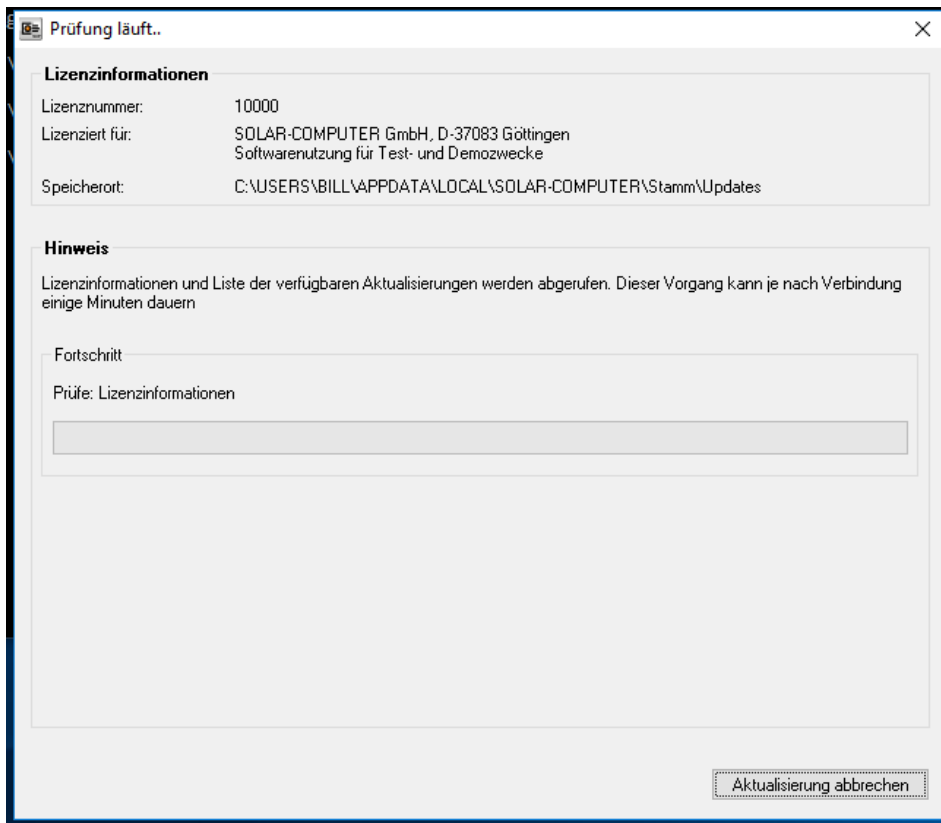 Prüfung läuft..
Lizenzinformationen
Lizenznummer: 10000
Lizenziert für: SOLAR-COMPUTER GmbH, D-37083 Göttingen
Softwarenutzung für Test- und Demozwecke
Speicherort: C:\USERS\BILL\APPDATA\LOCAL\SOLAR-COMPUTER\Stamm\Updates
Hinweis
Lizenzinformationen und Liste der verfügbaren Aktualisierungen werden abgerufen. Dieser Vorgang kann je nach Verbindung
einige Minuten dauern
Fortschritt
Prüfe: Lizenzinformationen
Aktualisierung abbrechen